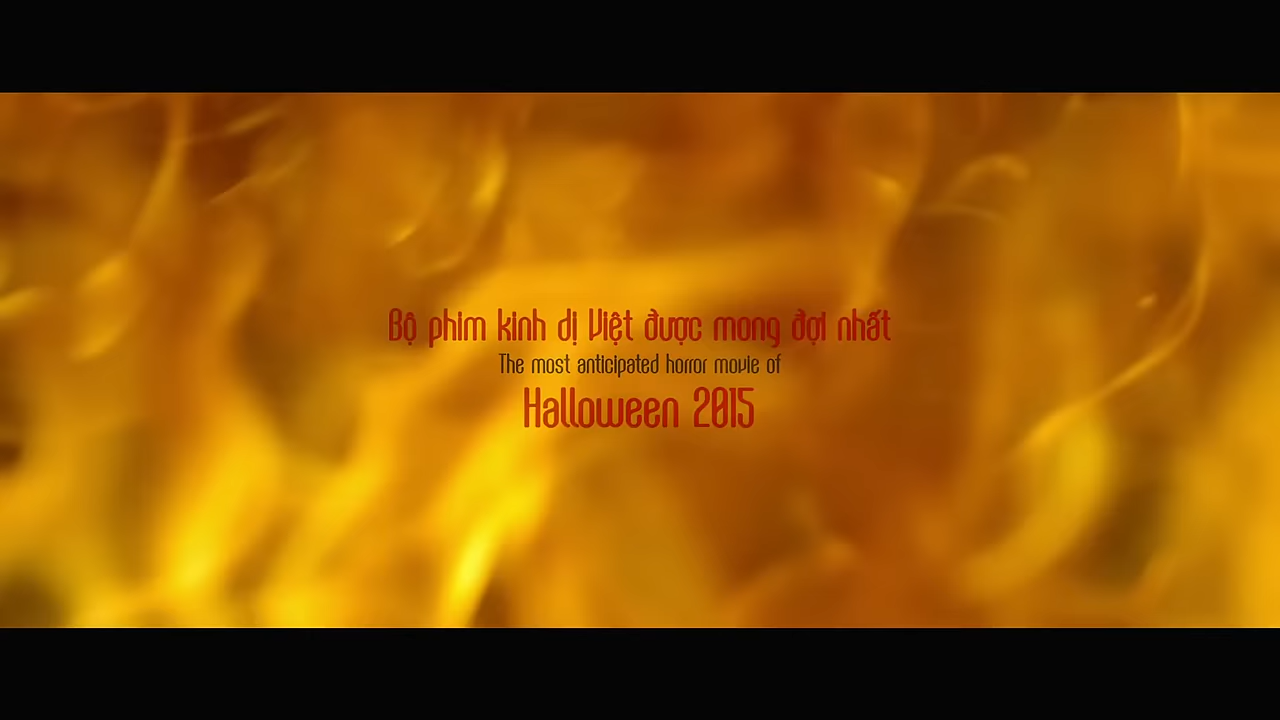 Bộ phim kinh dị Việt được mong đợi nhất
The most anticipated horror movie of
Halloween 2015